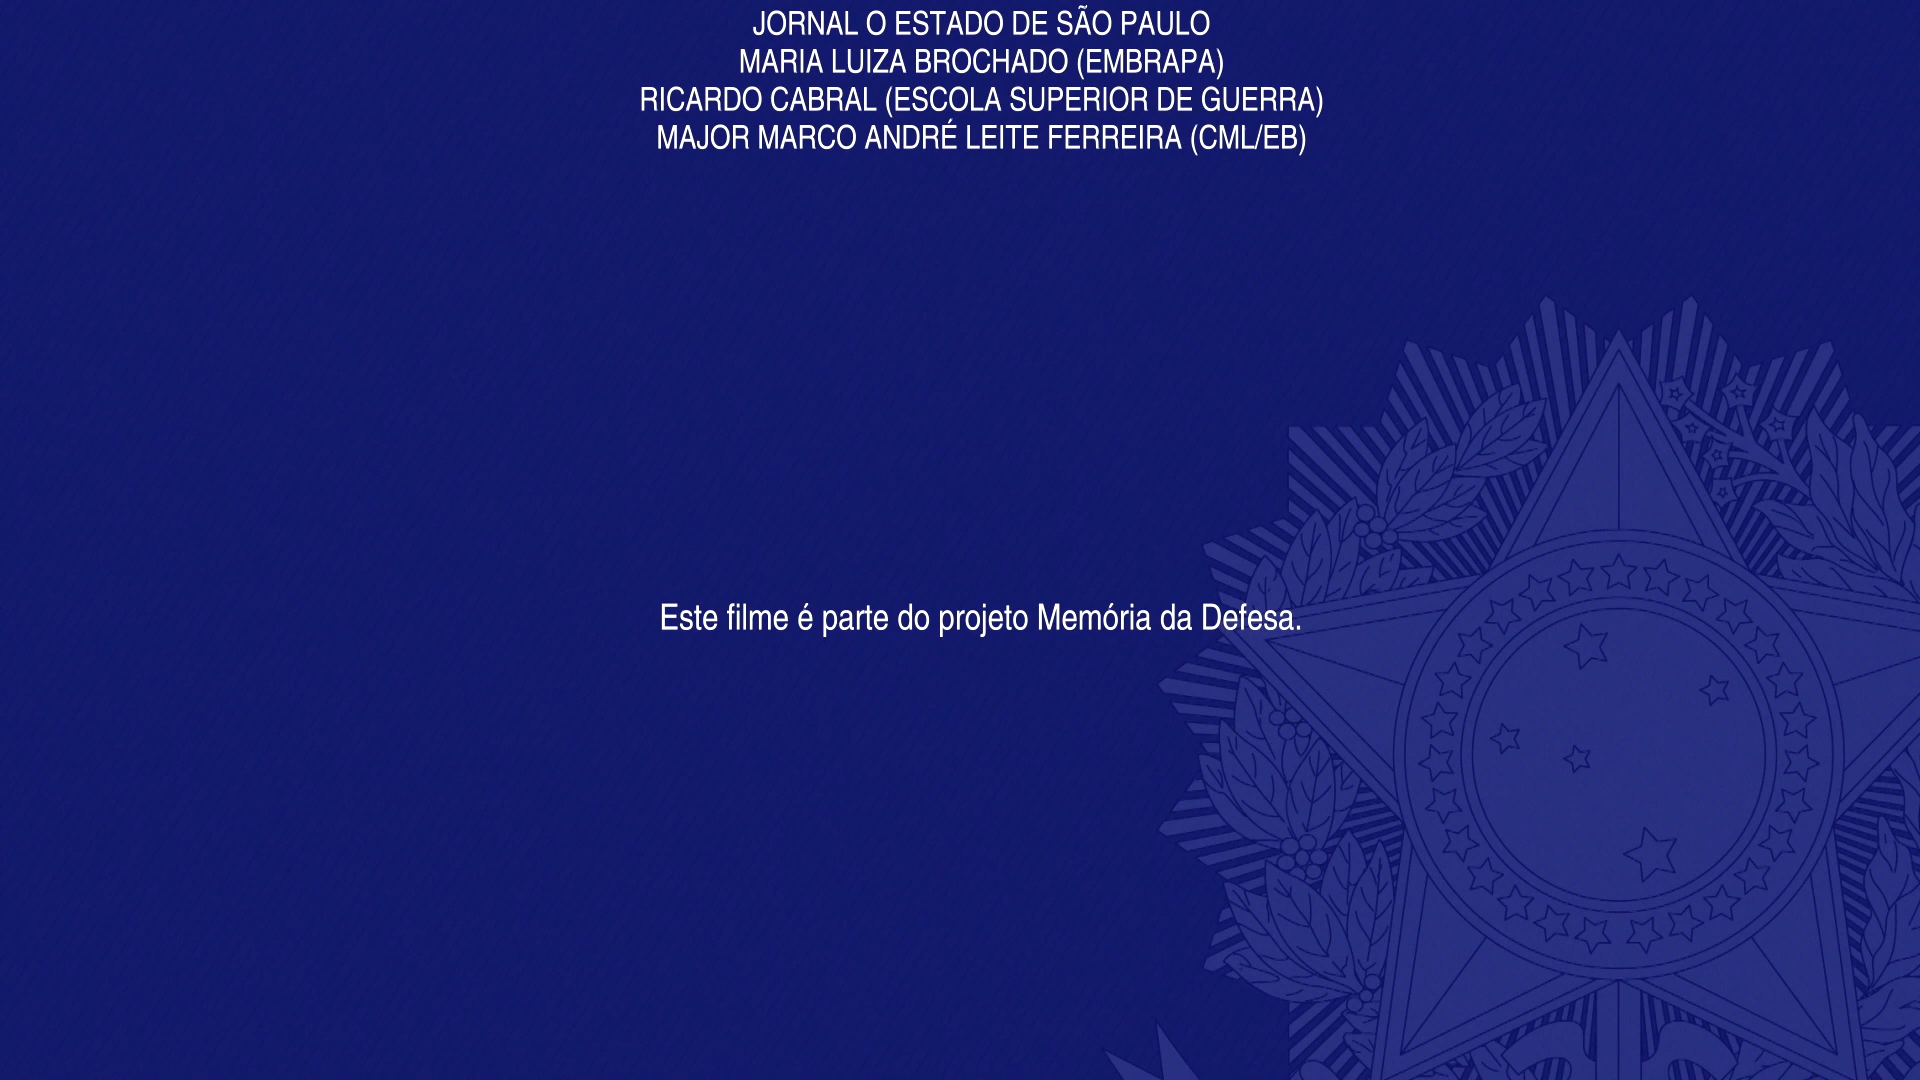 JORNAL O ESTADO DE SÃO PAULO
MARIA LUIZA BROCHADO (EMBRAPA)
RICARDO CABRAL (ESCOLA SUPERIOR DE GUERRA)
MAJOR MARCO ANDRÉ LEITE FERREIRA (CML/EB)
Este filme é parte do projeto Memória da Defesa.